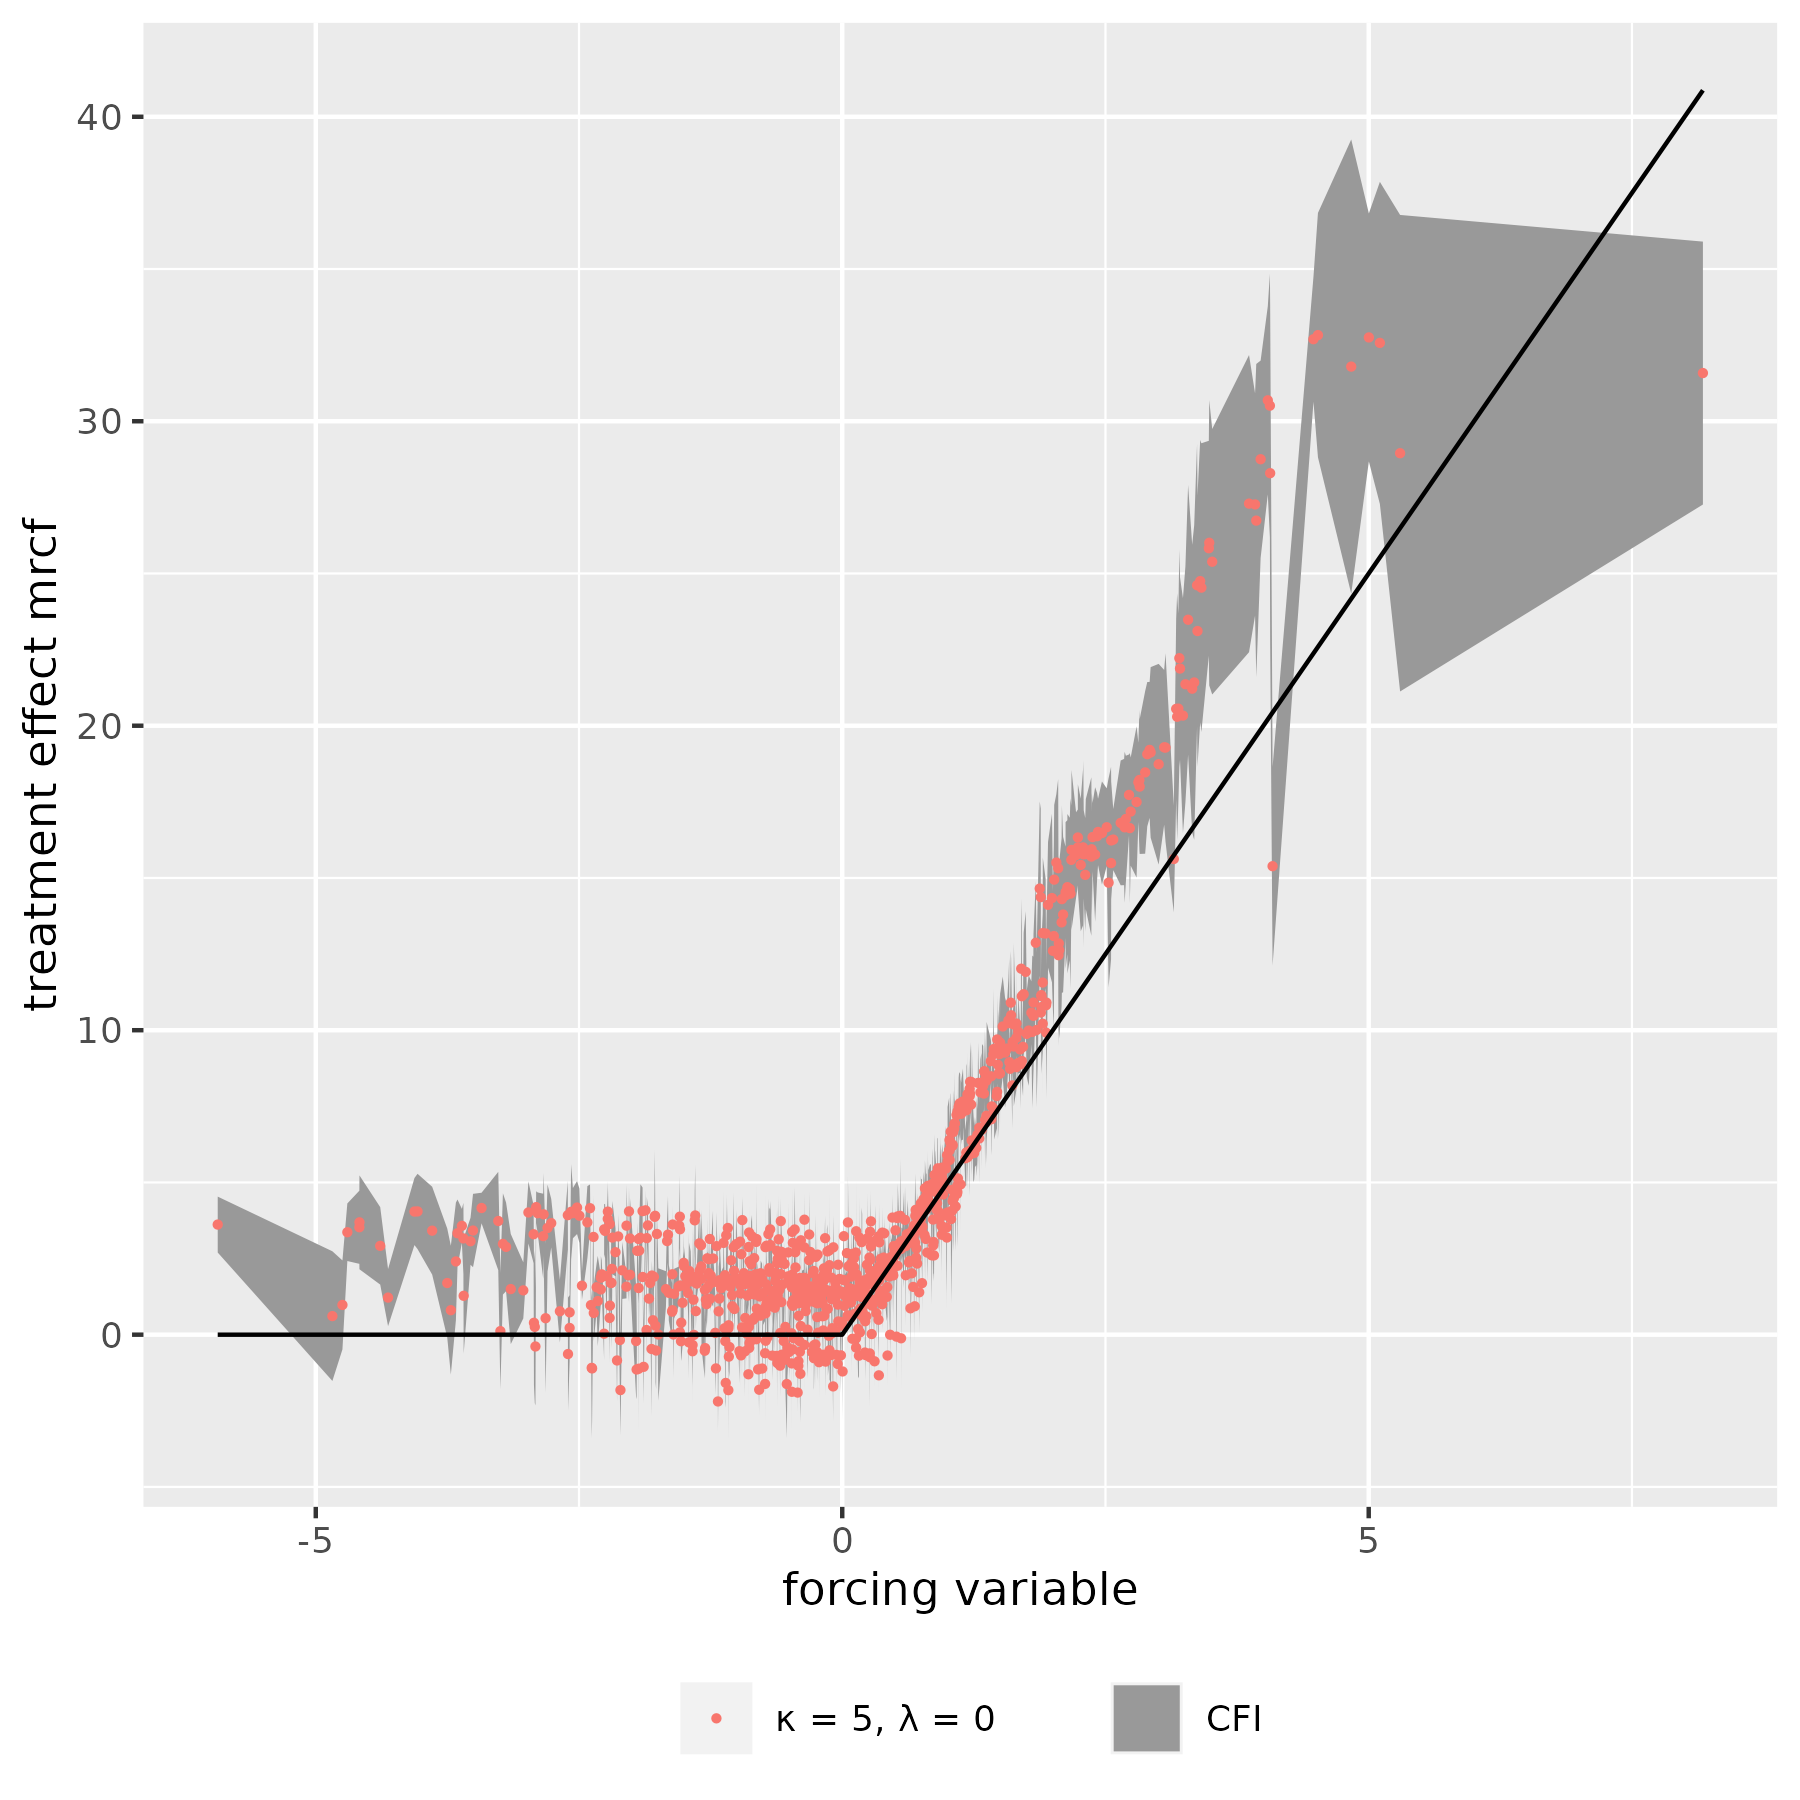 40
30
20
10
0
treatment effect mrcf
-5 0 5
forcing variable
κ = 5, λ = 0 CFI